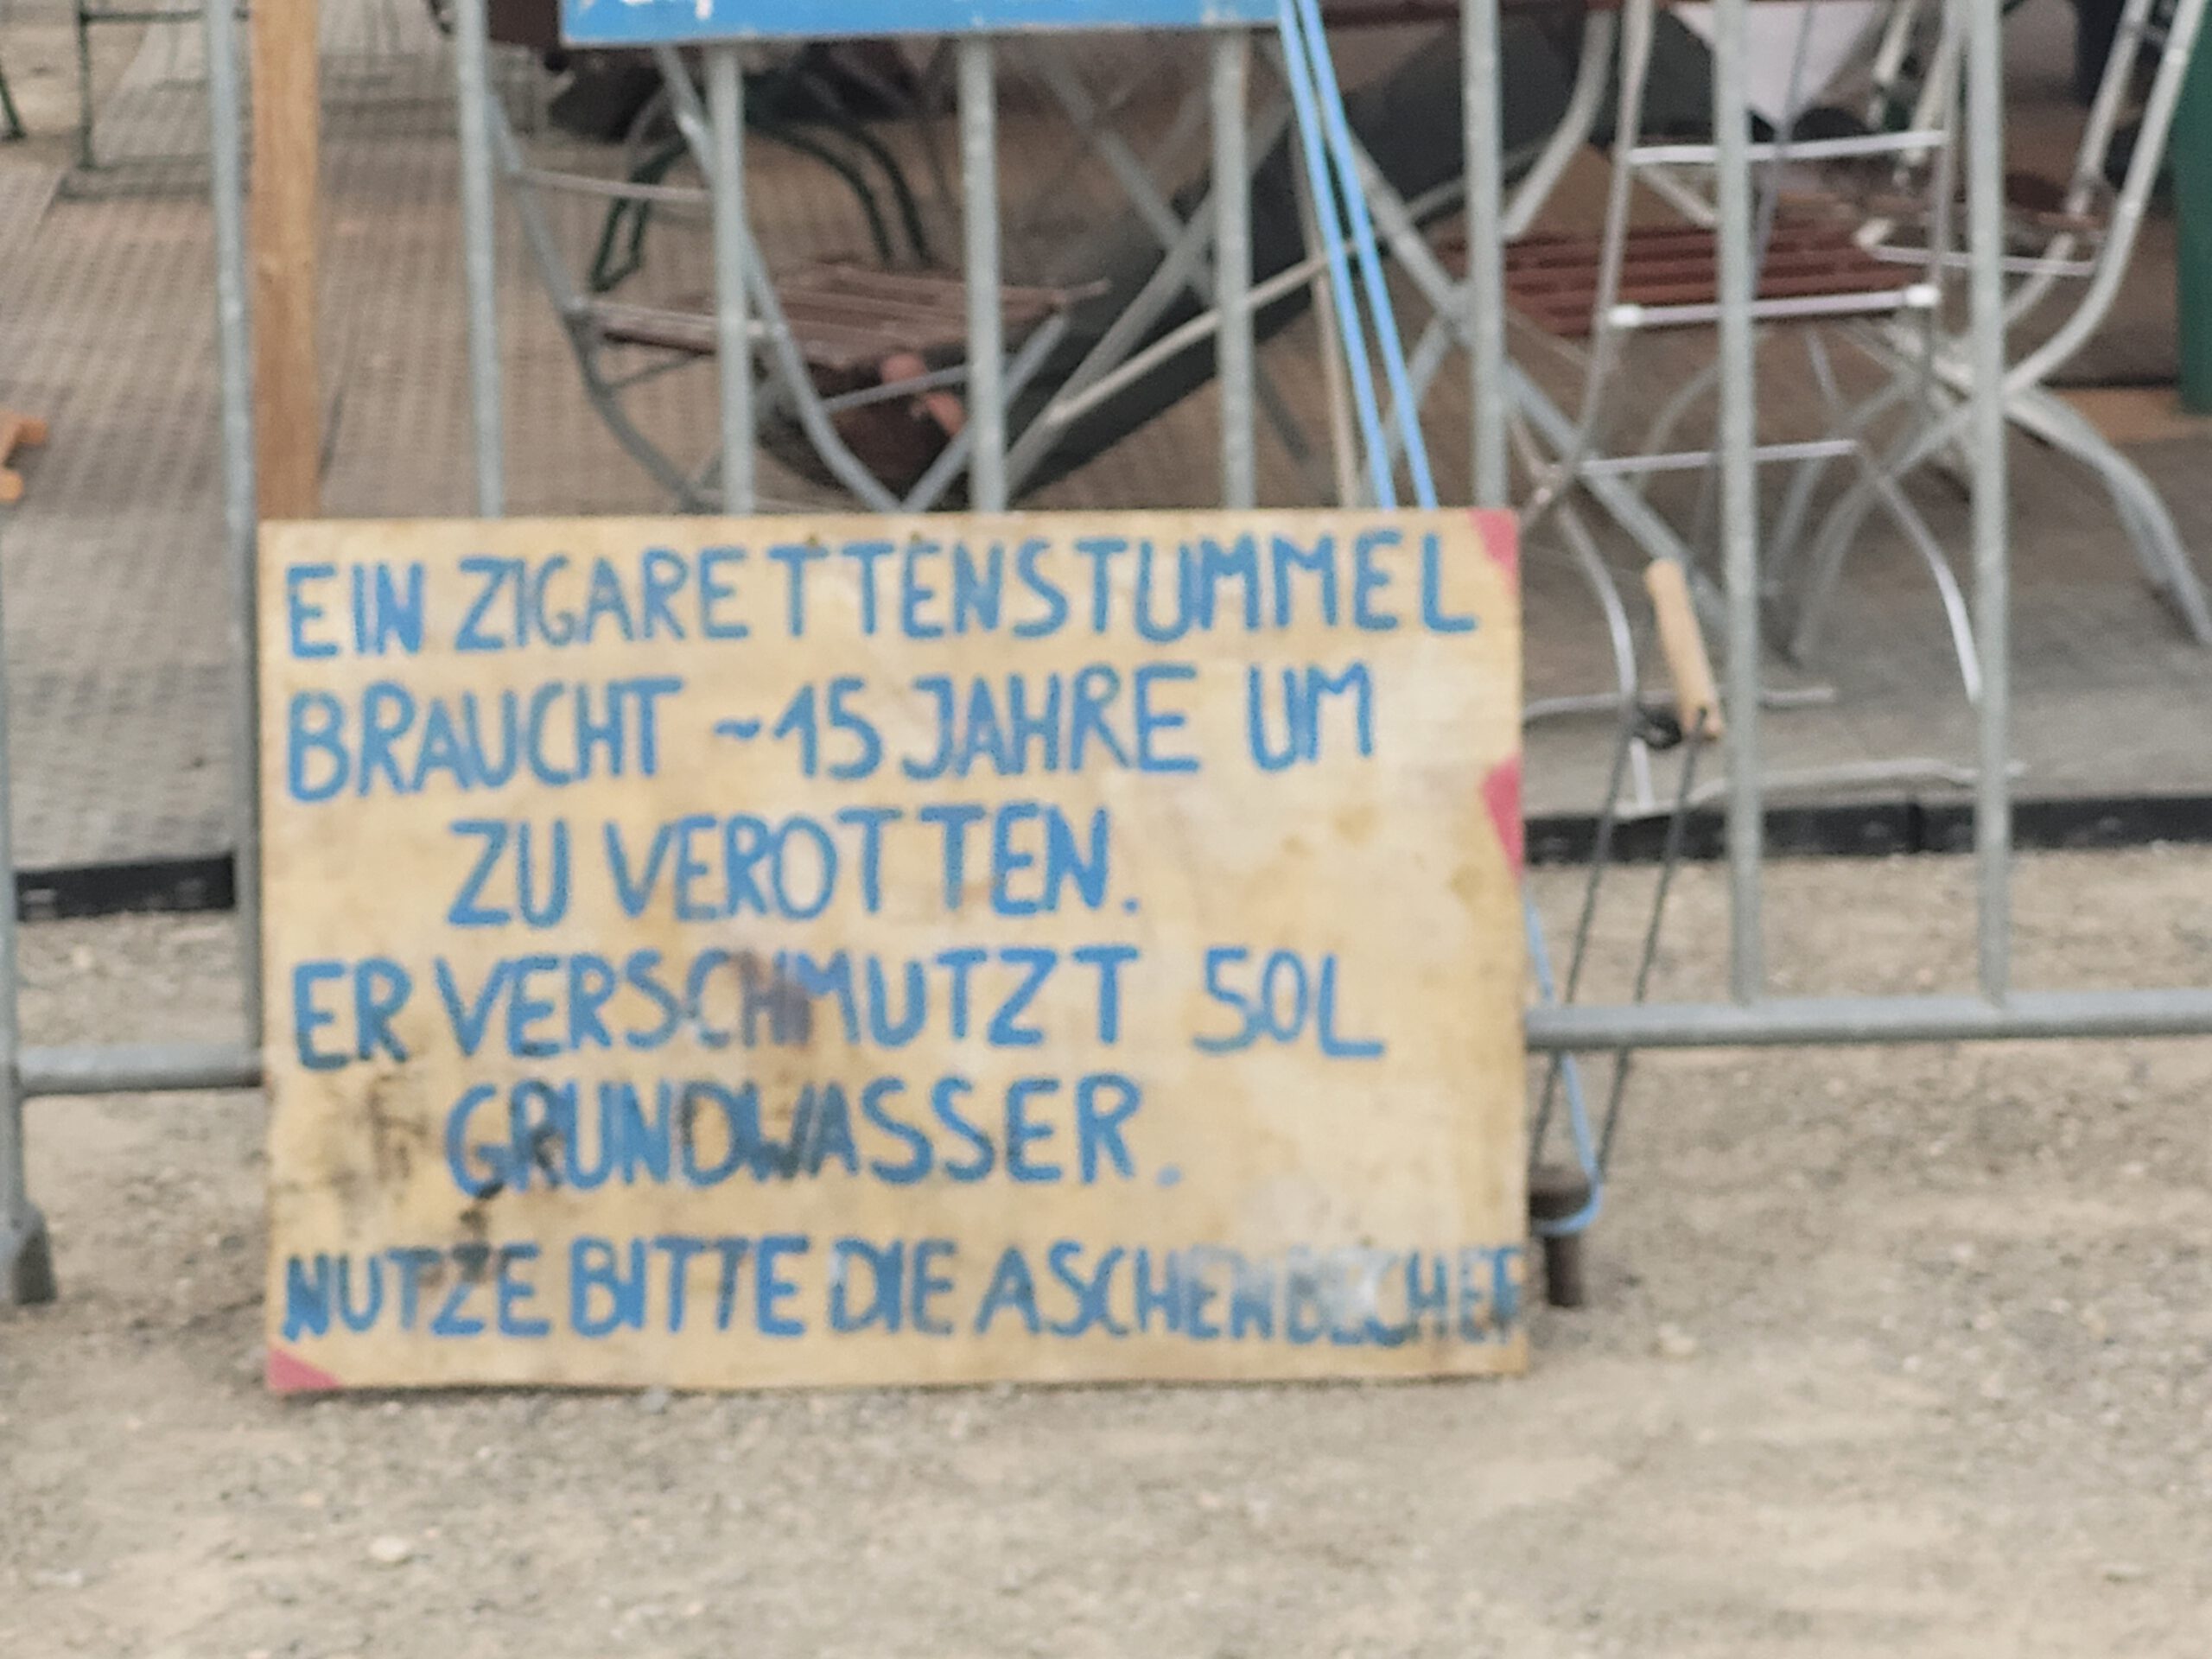 EIN ZIGARETTENSTUMMEL
BRAUCHT ~15 JAHRE UM
ZU VEROTTEN.
ER VERSCHMUTZT 50L
GRUNDWASSER.
NUTZE BITTE DIE ASCHENBECHER